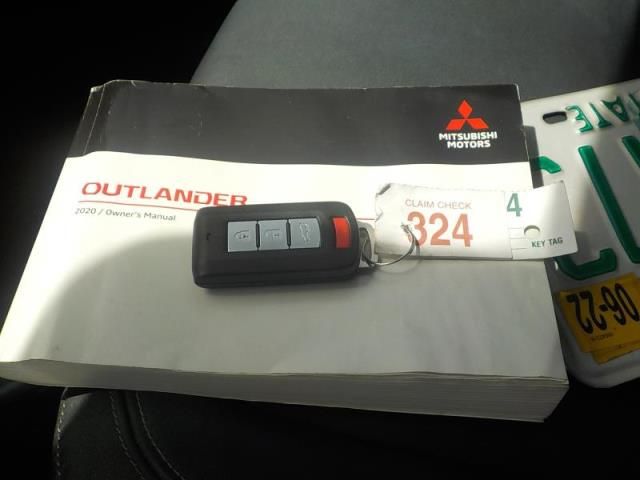 MITSUBISHI
MOTORS
OUTLANDER
2020 / Owner's Manual
CLAIM CHECK
324
4
KEY TAG
06-22